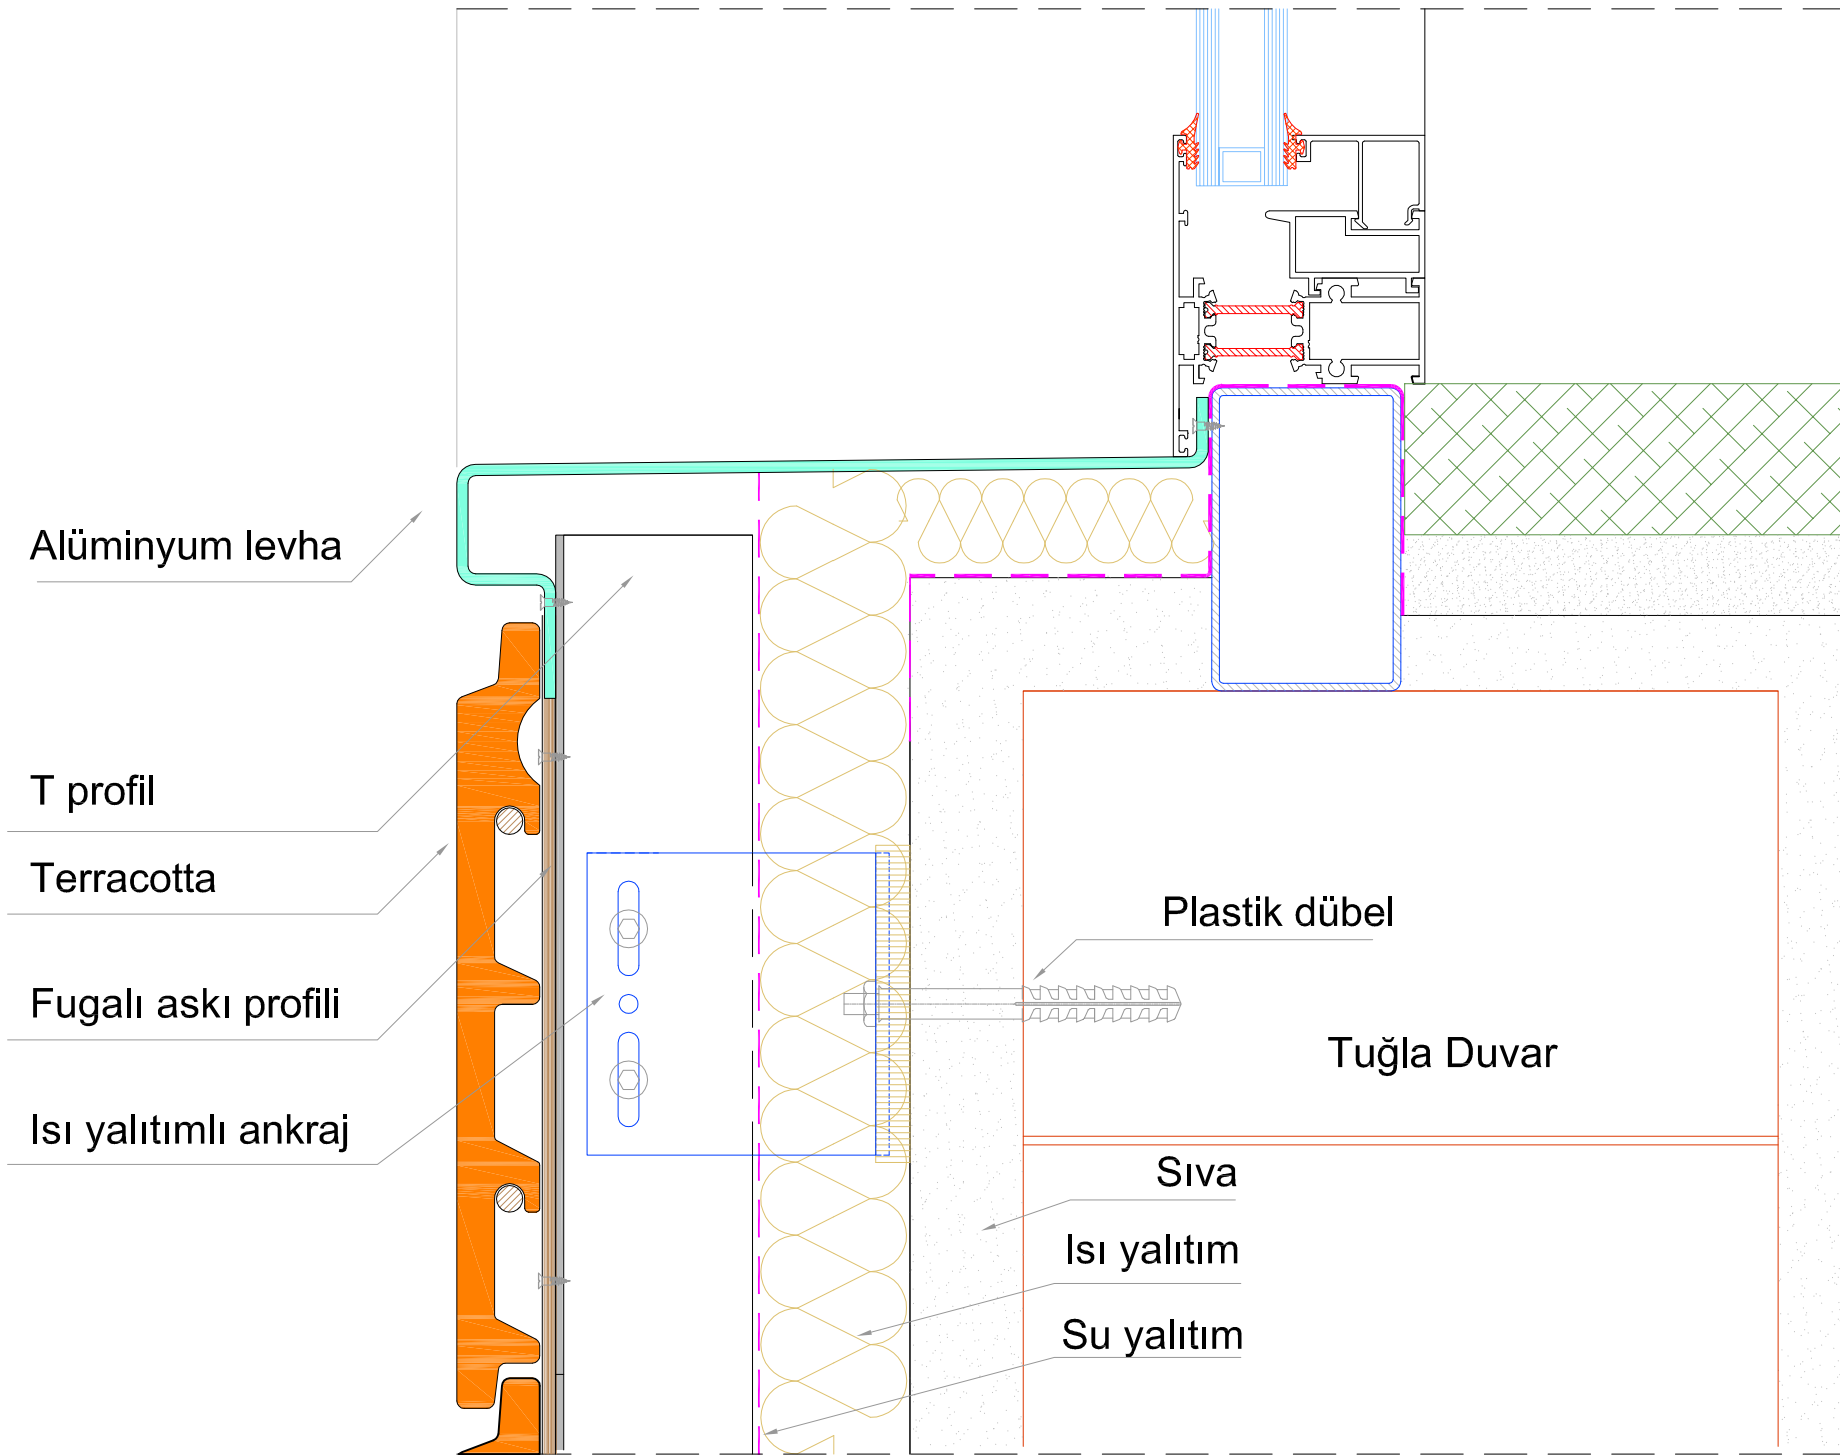 Alüminyum levha
T profil
Terracotta
Fugalı askı profili
Isı yalıtımlı ankraj
Plastik dübel
Tuğla Duvar
Sıva
Isı yalıtım
Su yalıtım